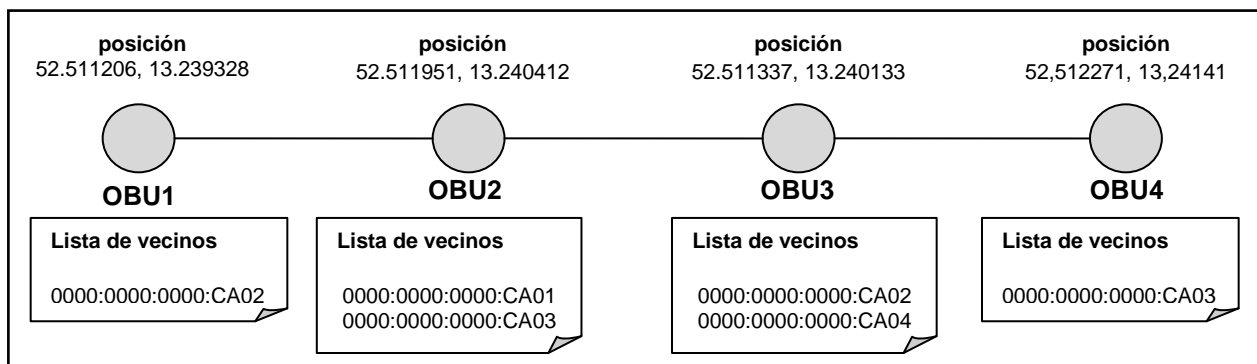 posición
52.511206, 13.239328
OBU1
Lista de vecinos
0000:0000:0000:CA02
posición
52.511951, 13.240412
OBU2
Lista de vecinos
0000:0000:0000:CA01
0000:0000:0000:CA03
posición
52.511337, 13.240133
OBU3
Lista de vecinos
0000:0000:0000:CA02
0000:0000:0000:CA04
posición
52,512271, 13,24141
OBU4
Lista de vecinos
0000:0000:0000:CA03